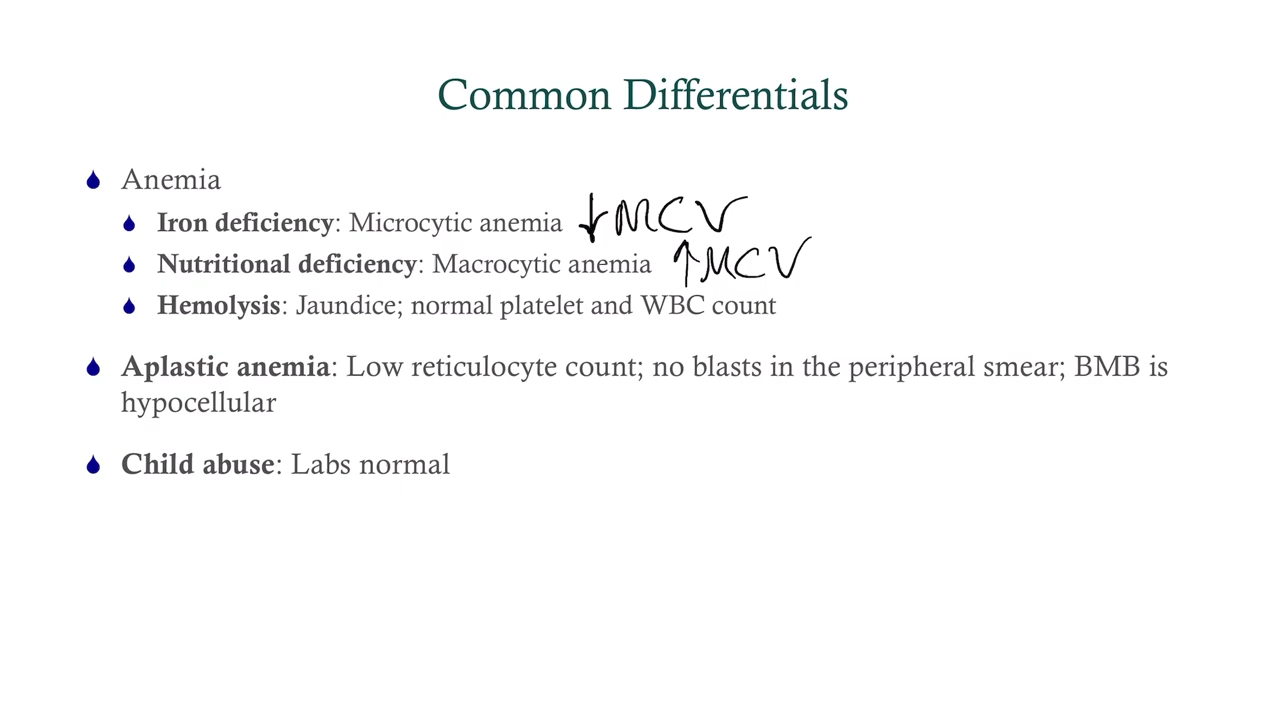 Common Differentials
Anemia
Iron deficiency: Microcytic anemia ↓MCV
Nutritional deficiency: Macrocytic anemia ↑MCV
Hemolysis: Jaundice; normal platelet and WBC count
Aplastic anemia: Low reticulocyte count; no blasts in the peripheral smear; BMB is
hypocellular
Child abuse: Labs normal